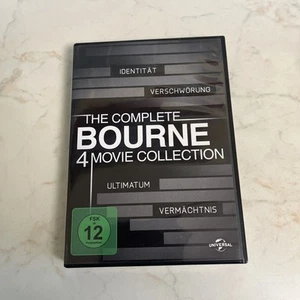 IDENTITÄT
VERSCHWÖRUNG
THE COMPLETE
BOURNE
4 MOVIE COLLECTION
ULTIMATUM
VERMÄCHTNIS
FSK
12
UNIVERSAL